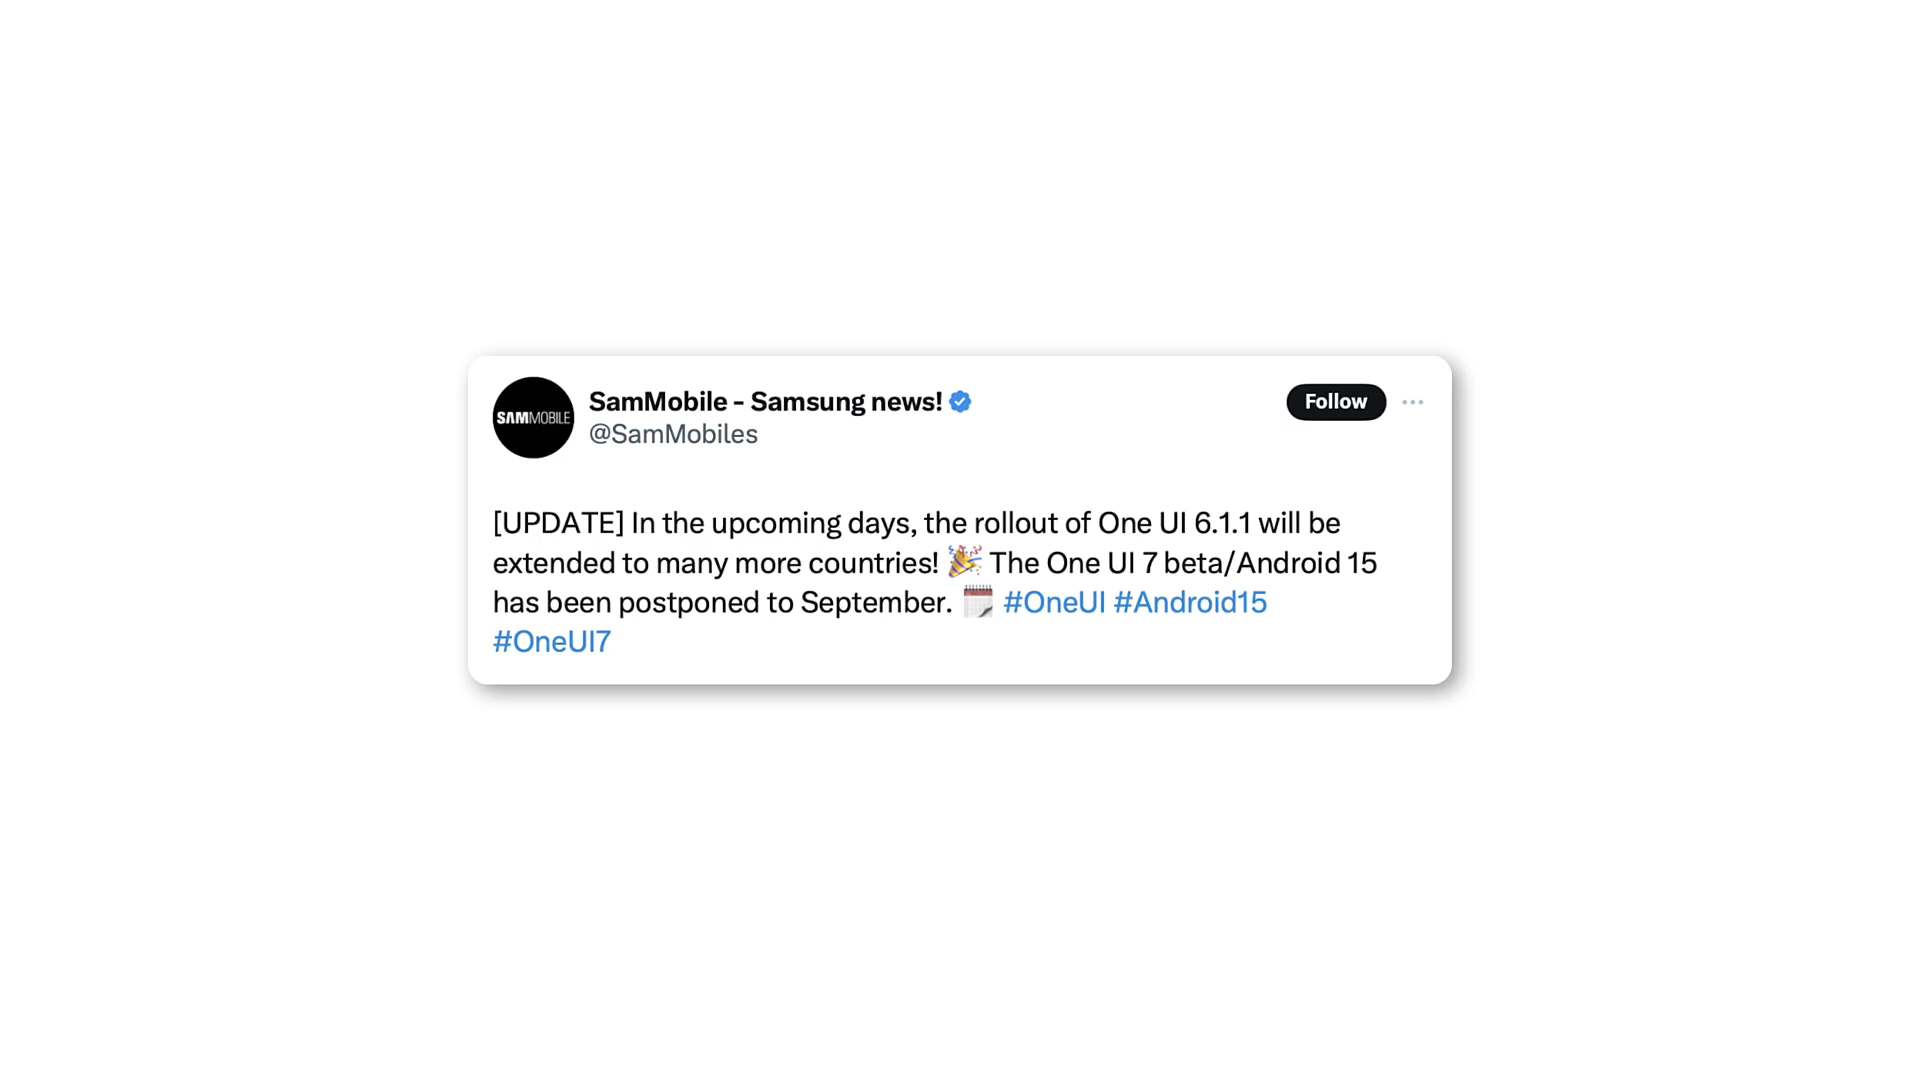 SAMMOBILE
SamMobile - Samsung news!
@SamMobiles
Follow
[UPDATE] In the upcoming days, the rollout of One UI 6.1.1 will be
extended to many more countries! 🎉 The One UI 7 beta/Android 15
has been postponed to September. 🗓️ #OneUI #Android15
#OneUI7